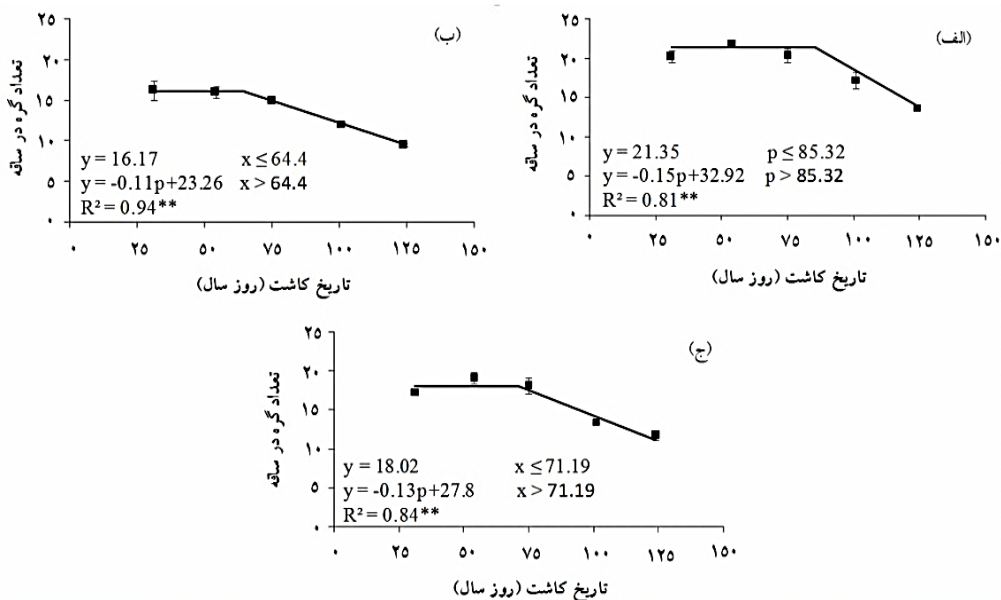 (الف)
تعداد گره در ساقه
۲۵
۲۰
۱۵
۱۰
۵
۰
y = 21.35 p ≤ 85.32
y = -0.15p+32.92 p > 85.32
R² = 0.81**
۰ ۲۵ ۵۰ ۷۵ ۱۰۰ ۱۲۵ ۱۵۰
تاریخ کاشت (روز سال)
(ب)
تعداد گره در ساقه
۲۵
۲۰
۱۵
۱۰
۵
۰
y = 16.17 x ≤ 64.4
y = -0.11p+23.26 x > 64.4
R² = 0.94**
۰ ۲۵ ۵۰ ۷۵ ۱۰۰ ۱۲۵ ۱۵۰
تاریخ کاشت (روز سال)
(ج)
تعداد گره در ساقه
۲۵
۲۰
۱۵
۱۰
۵
۰
y = 18.02 x ≤ 71.19
y = -0.13p+27.8 x > 71.19
R² = 0.84**
۰ ۲۵ ۵۰ ۷۵ ۱۰۰ ۱۲۵ ۱۵۰
تاریخ کاشت (روز سال)